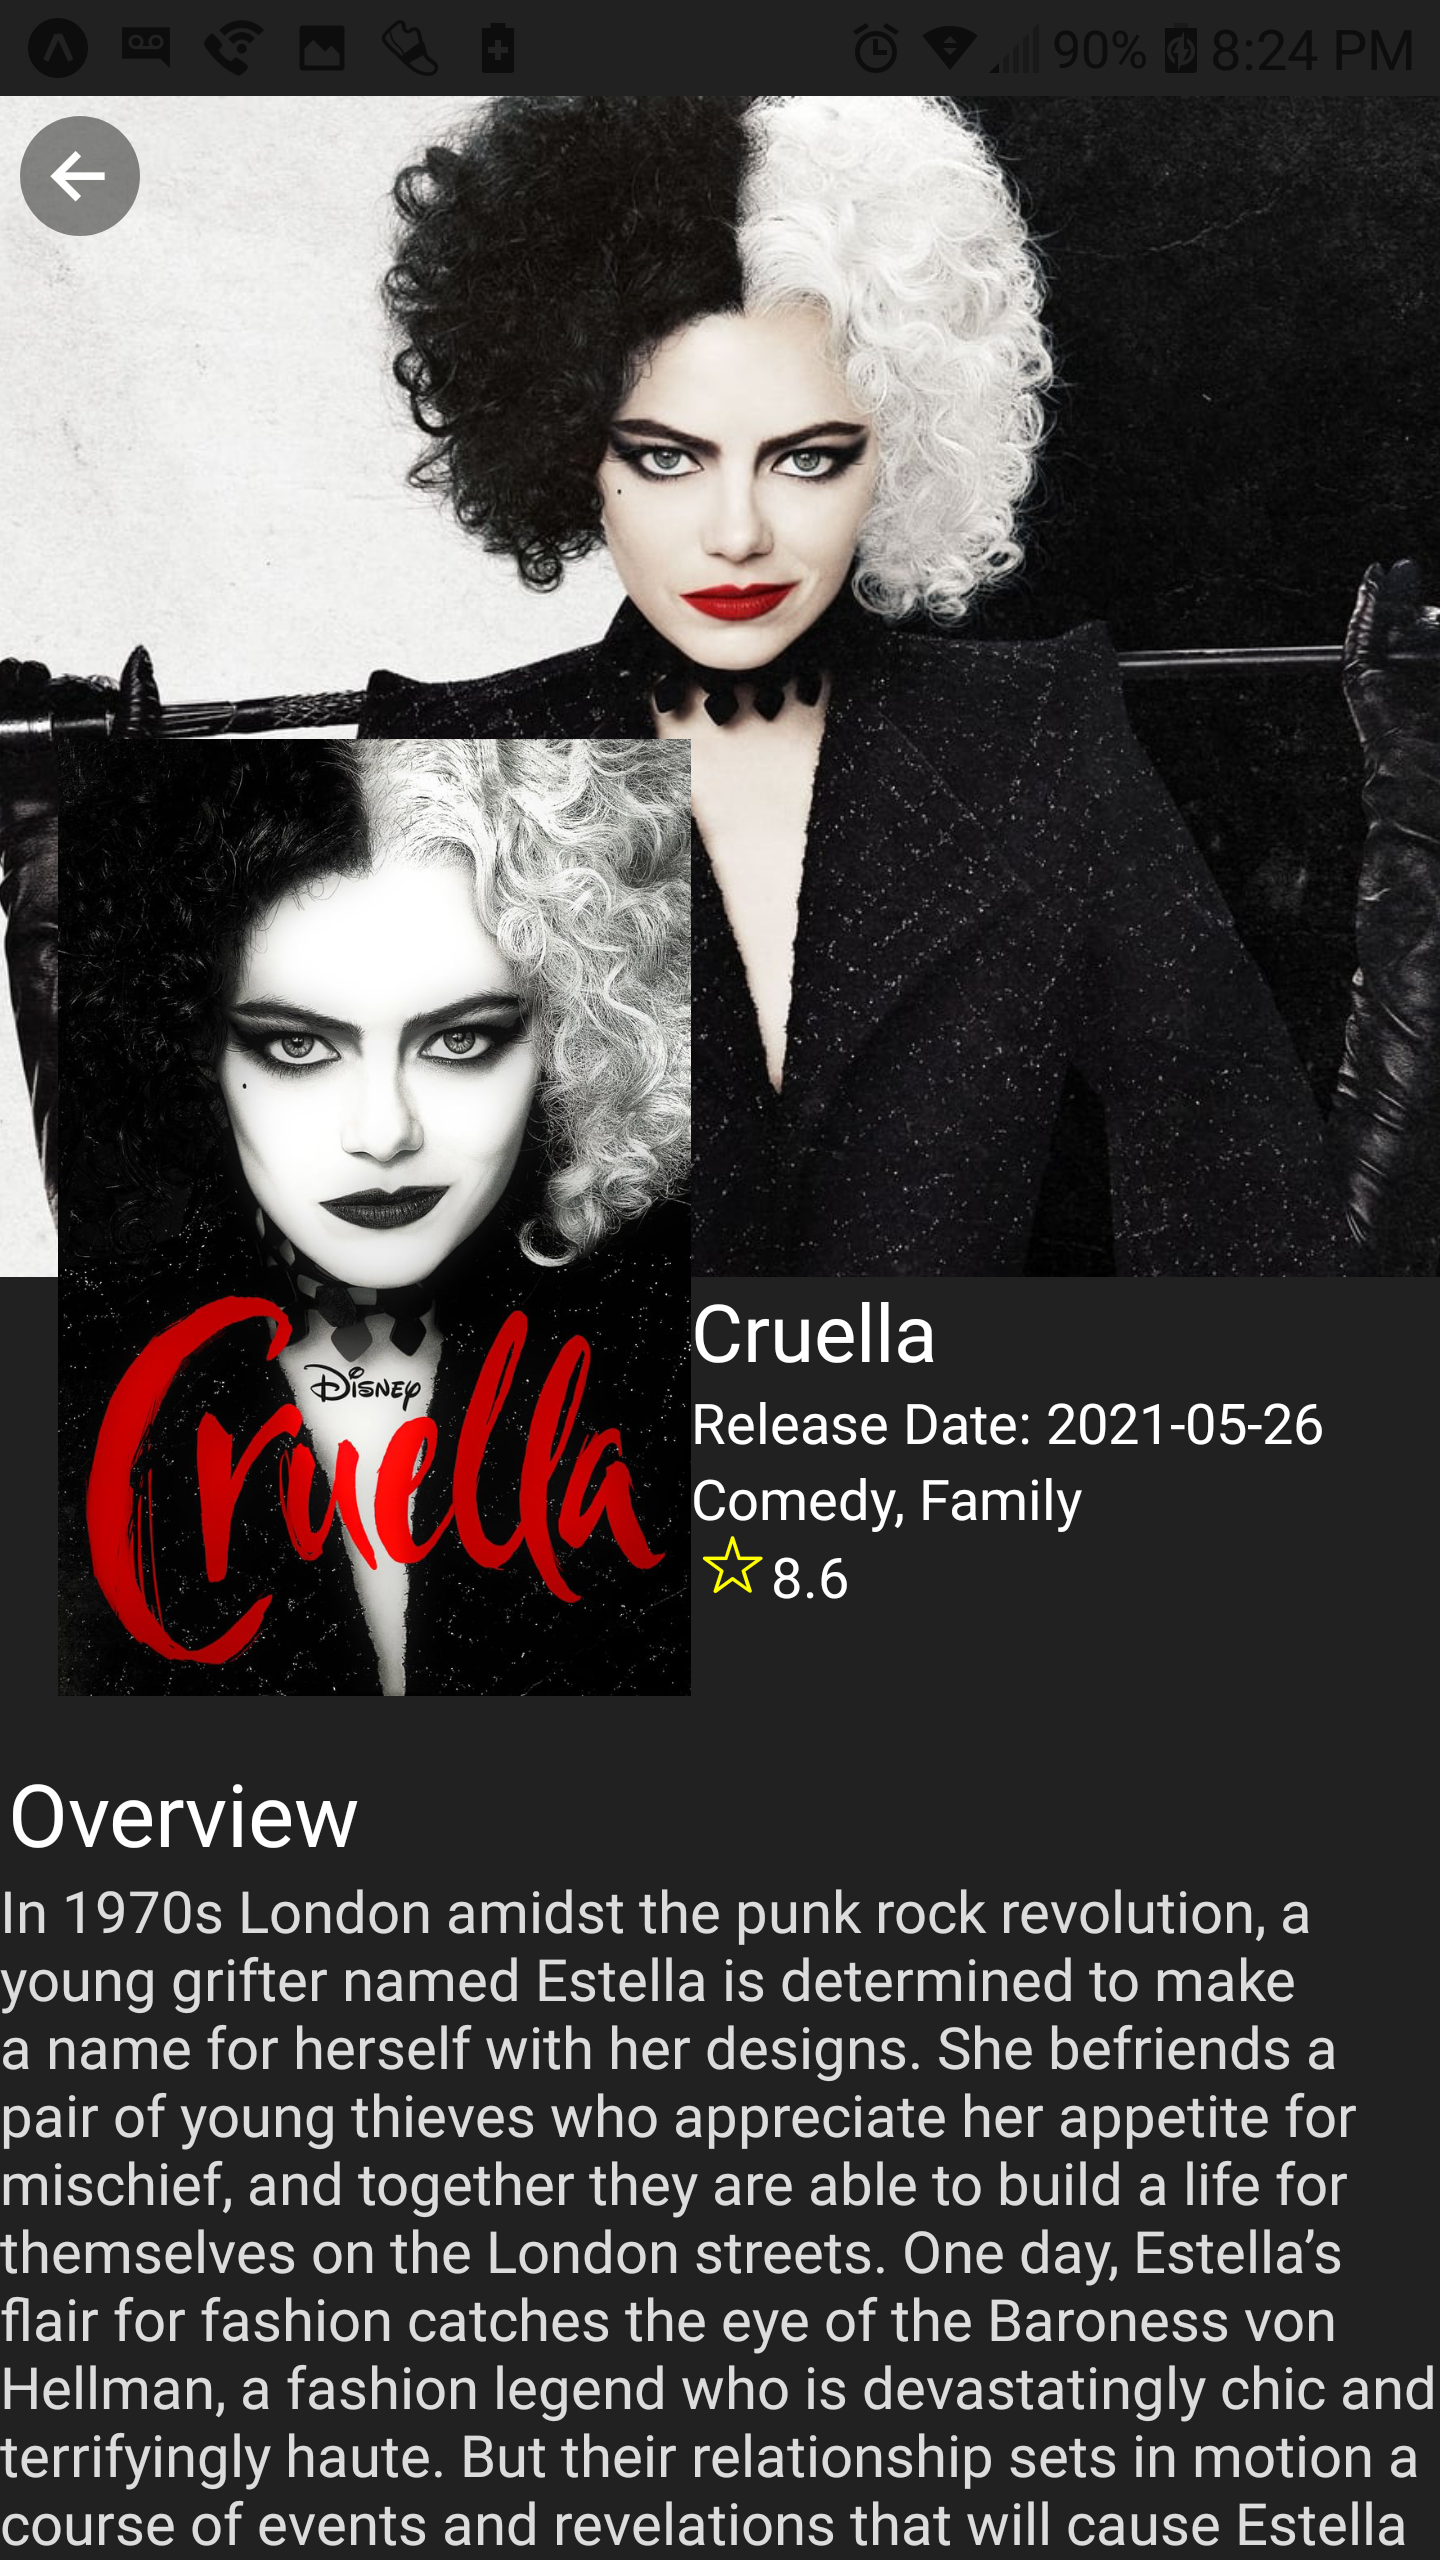 90% 8:24 PM
Disney
Cruella
Cruella
Release Date: 2021-05-26
Comedy, Family
8.6
Overview
In 1970s London amidst the punk rock revolution, a
young grifter named Estella is determined to make
a name for herself with her designs. She befriends a
pair of young thieves who appreciate her appetite for
mischief, and together they are able to build a life for
themselves on the London streets. One day, Estella’s
flair for fashion catches the eye of the Baroness von
Hellman, a fashion legend who is devastatingly chic and
terrifyingly haute. But their relationship sets in motion a
course of events and revelations that will cause Estella